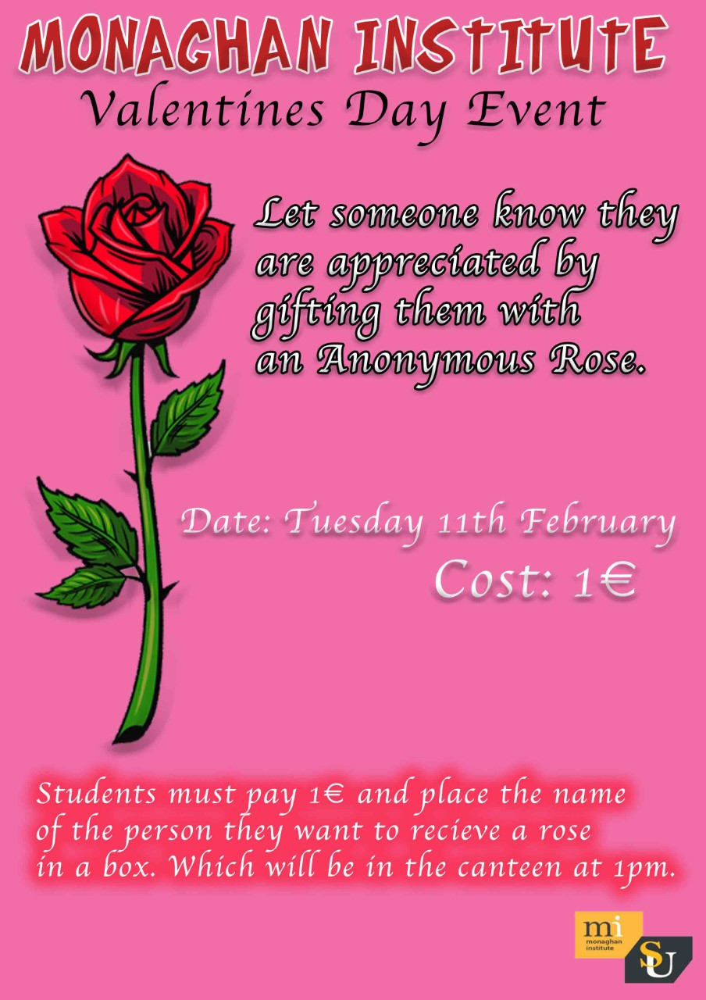 MONAGHAN INSTITUTE
Valentines Day Event
Let someone know they
are appreciated by
gifting them with
an Anonymous Rose.
Date: Tuesday 11th February
Cost: 1€
Students must pay 1€ and place the name
of the person they want to recieve a rose
in a box. Which will be in the canteen at 1pm.
mi
monaghan
institute
SU